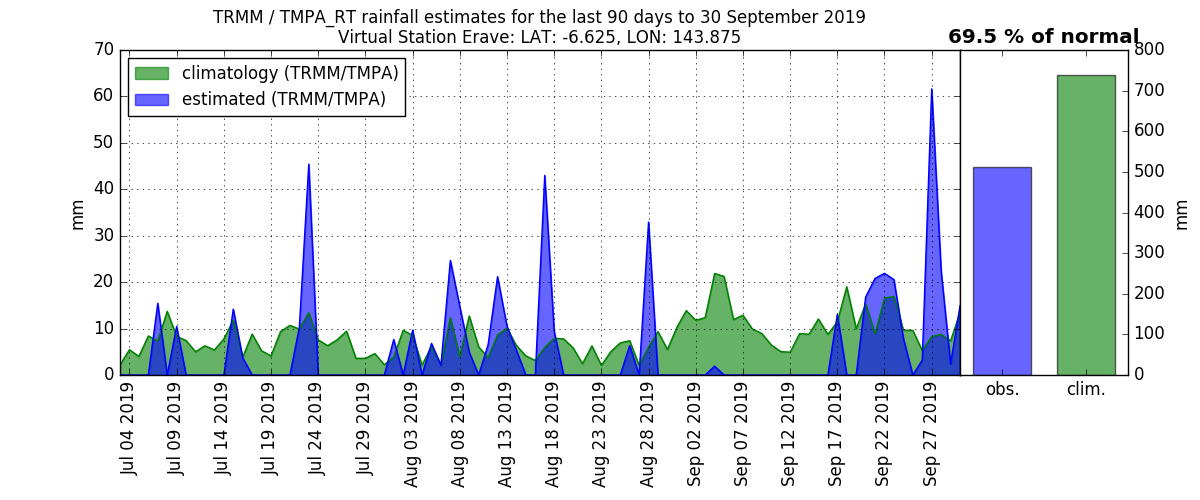 TRMM / TMPA_RT rainfall estimates for the last 90 days to 30 September 2019
Virtual Station Erave: LAT: -6.625, LON: 143.875
69.5 % of normal
climatology (TRMM/TMPA)
estimated (TRMM/TMPA)
70
60
50
40
30
20
10
0
mm
Jul 04 2019
Jul 09 2019
Jul 14 2019
Jul 19 2019
Jul 24 2019
Jul 29 2019
Aug 03 2019
Aug 08 2019
Aug 13 2019
Aug 18 2019
Aug 23 2019
Aug 28 2019
Sep 02 2019
Sep 07 2019
Sep 12 2019
Sep 17 2019
Sep 22 2019
Sep 27 2019
800
700
600
500
400
300
200
100
0
mm
obs.
clim.